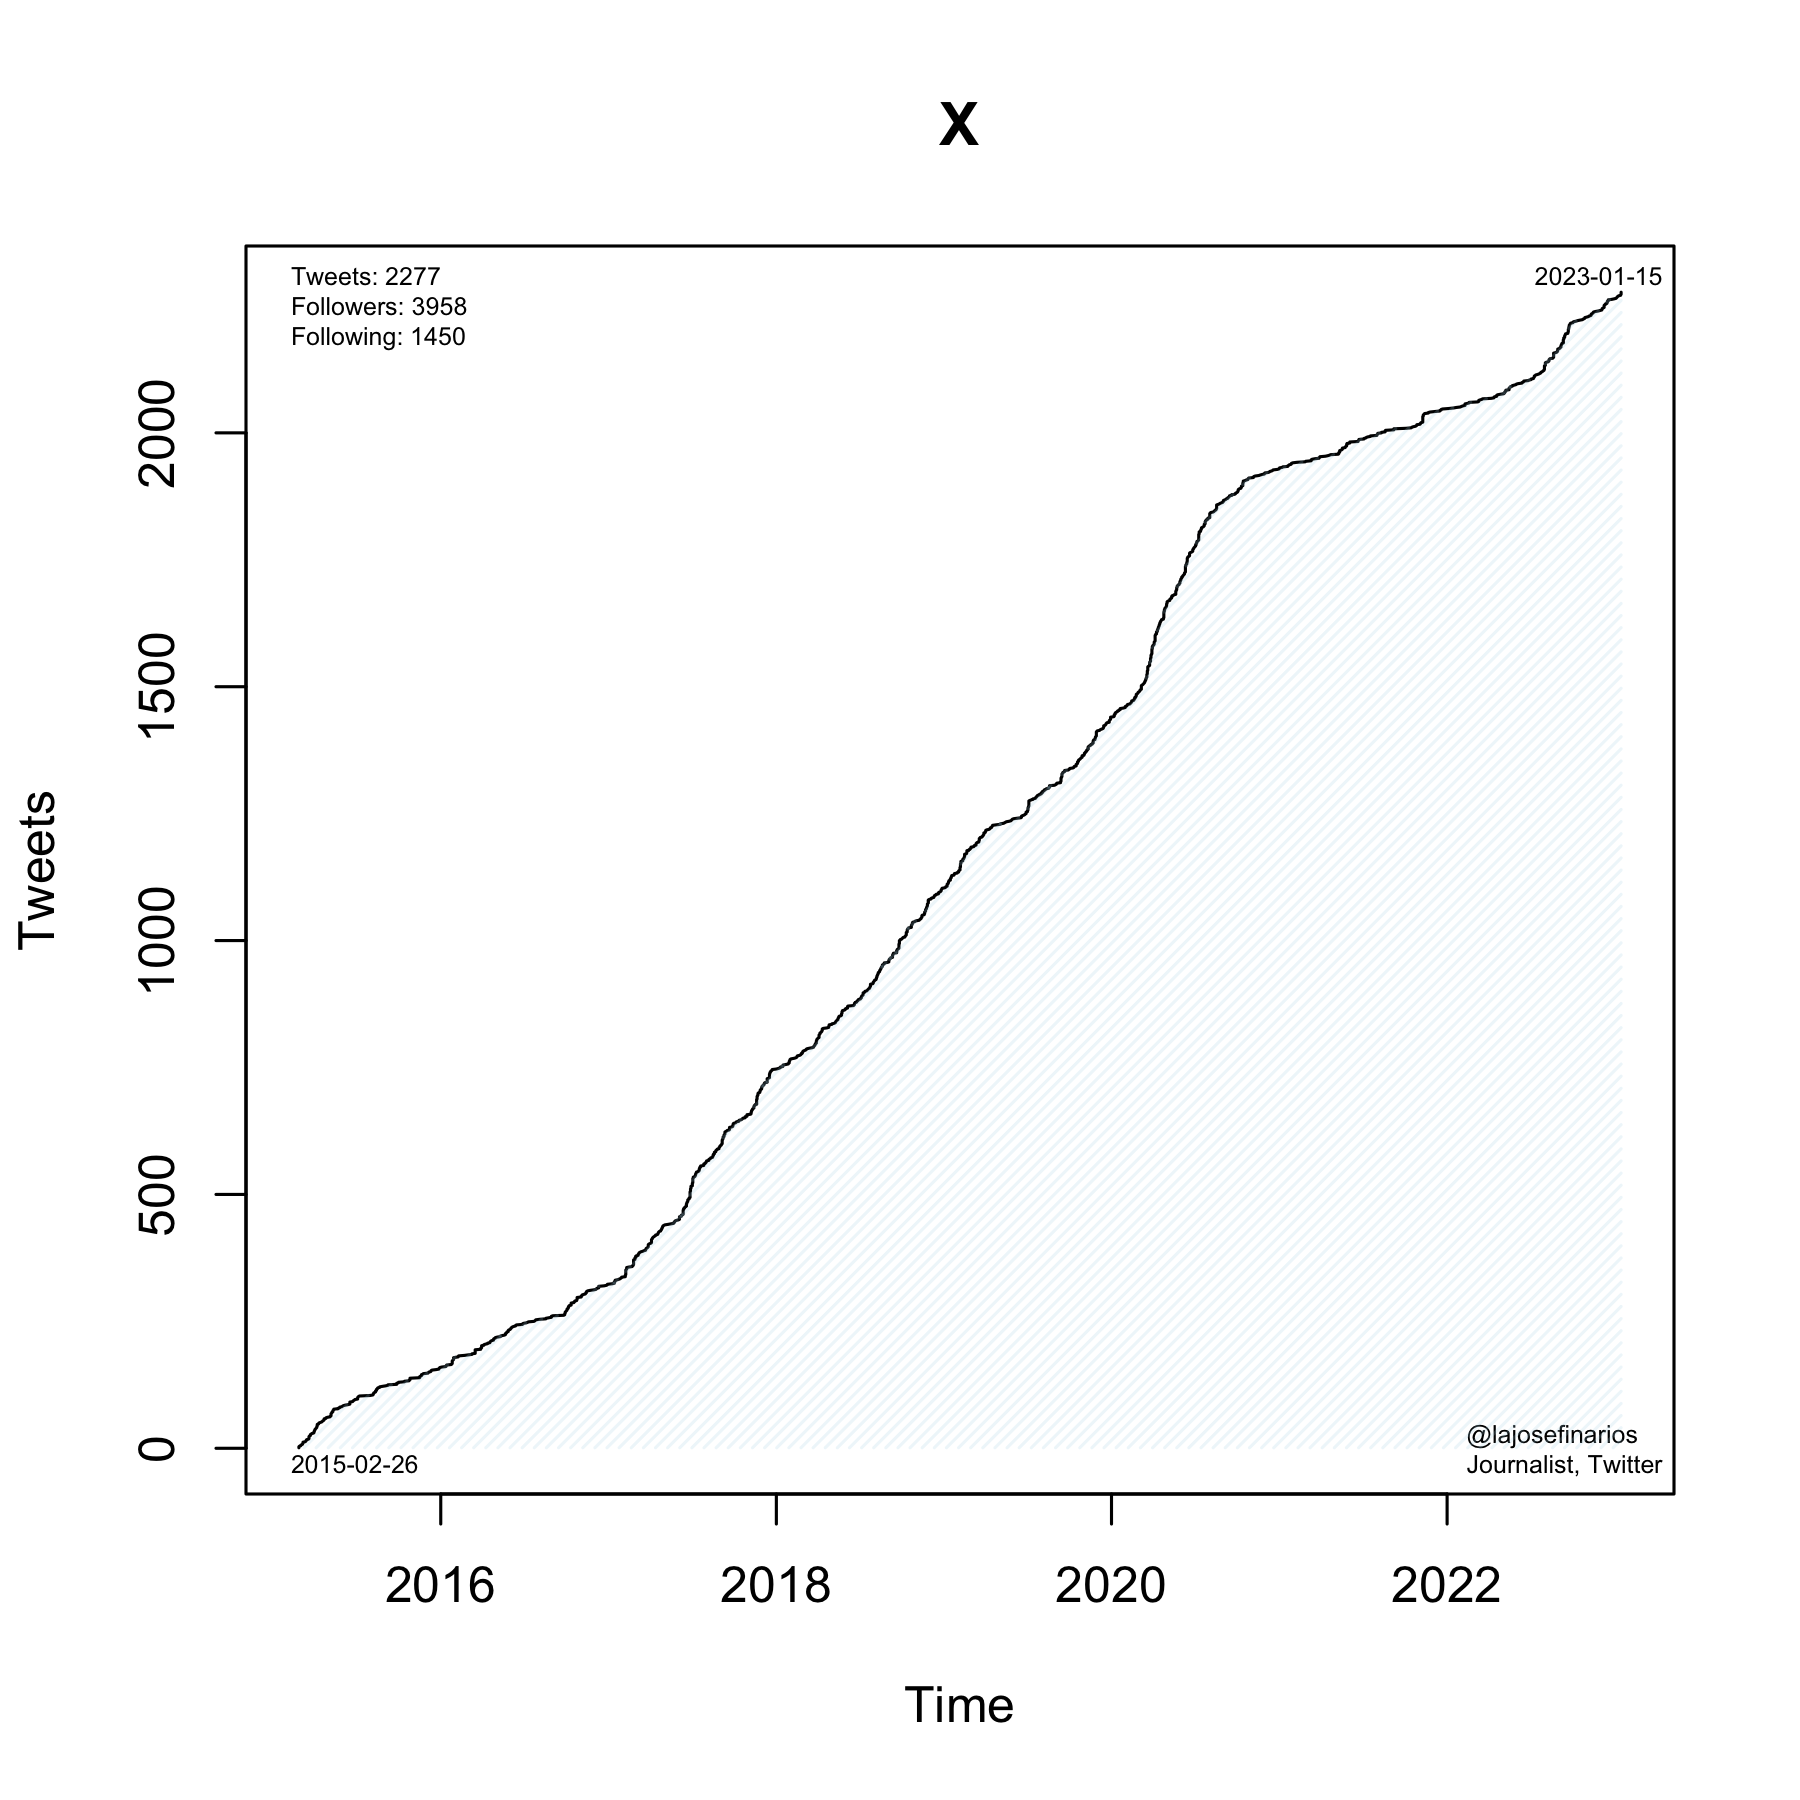 X
Tweets: 2277
Followers: 3958
Following: 1450
2023-01-15
2000
1500
1000
500
0
Tweets
@lajosefinarios
Journalist, Twitter
2015-02-26
2016
2018
2020
2022
Time